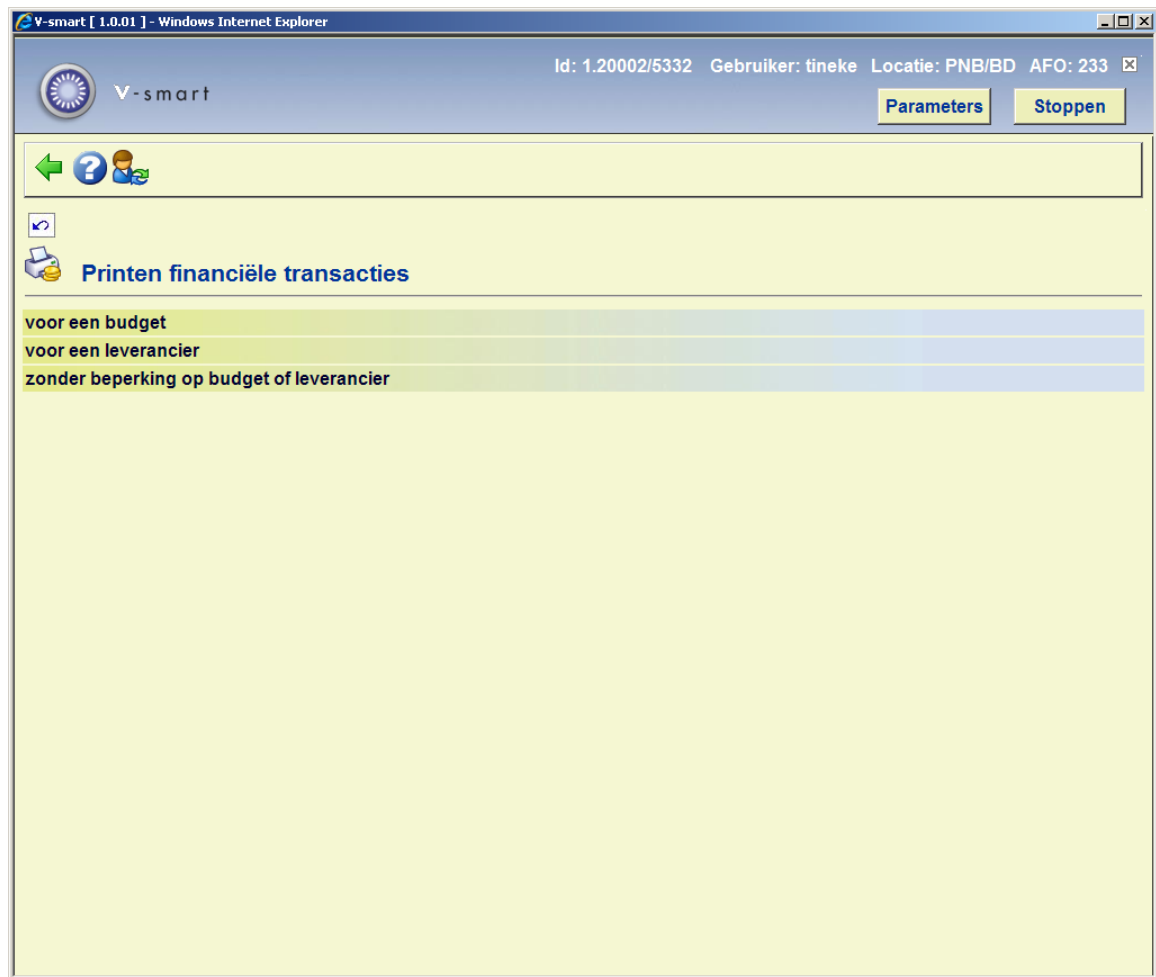 V-smart [ 1.0.01 ] - Windows Internet Explorer
Id: 1.20002/5332 Gebruiker: tineke Locatie: PNB/BD AFO: 233
V-smart
Parameters Stoppen
Printen financiële transacties
voor een budget
voor een leverancier
zonder beperking op budget of leverancier